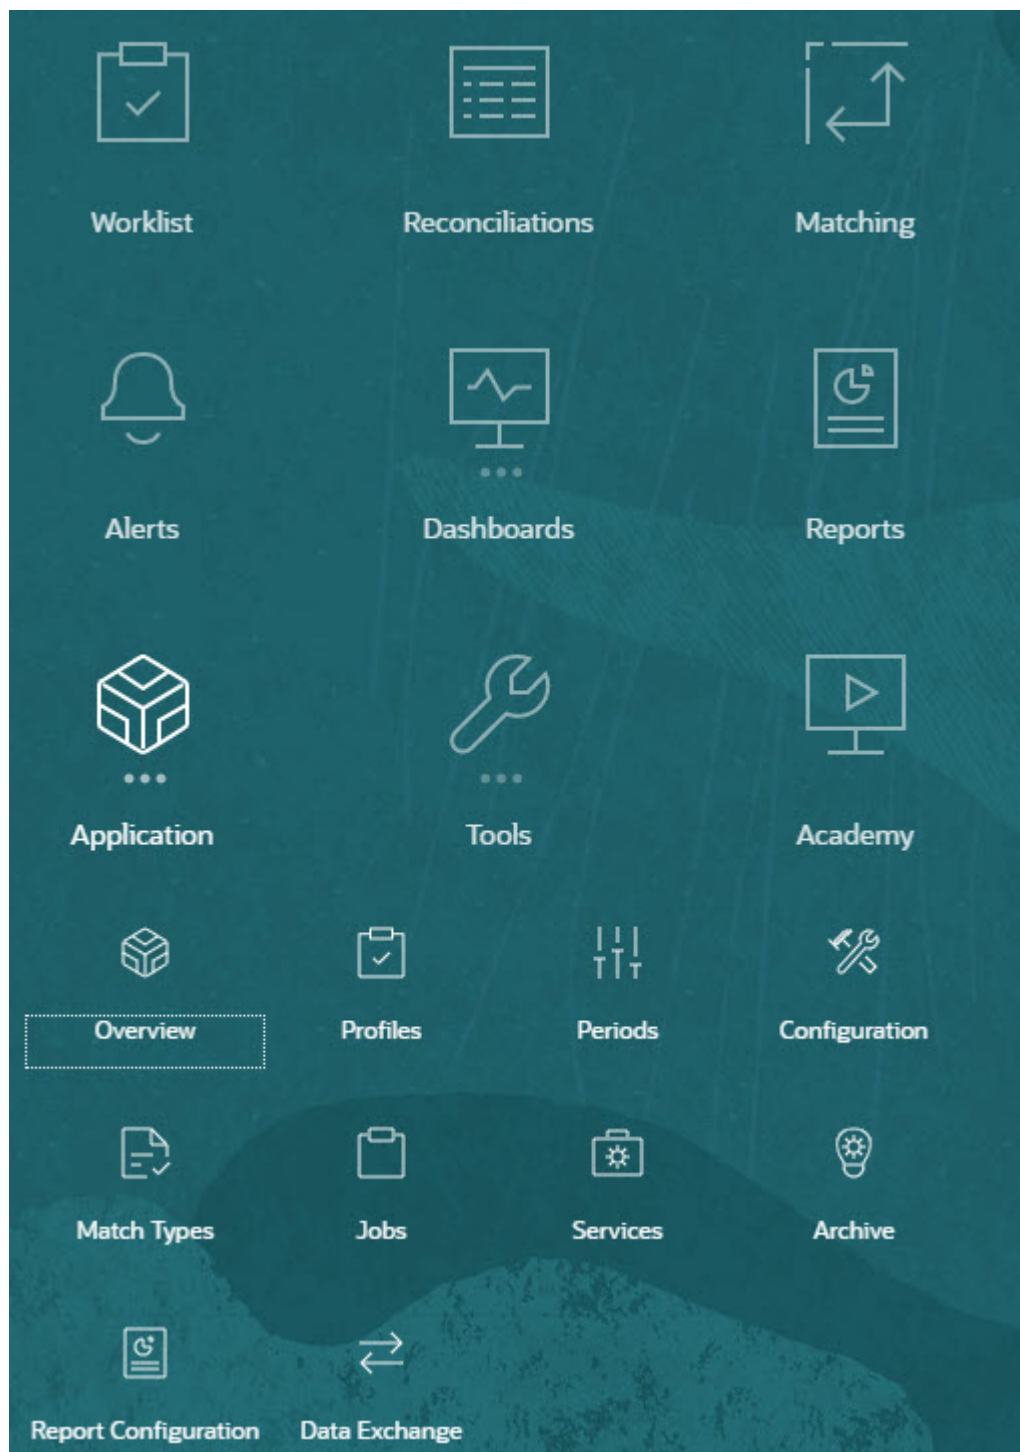 Worklist Reconciliations Matching
Alerts Dashboards Reports
Application Tools Academy
Overview Profiles Periods Configuration
Match Types Jobs Services Archive
Report Configuration Data Exchange